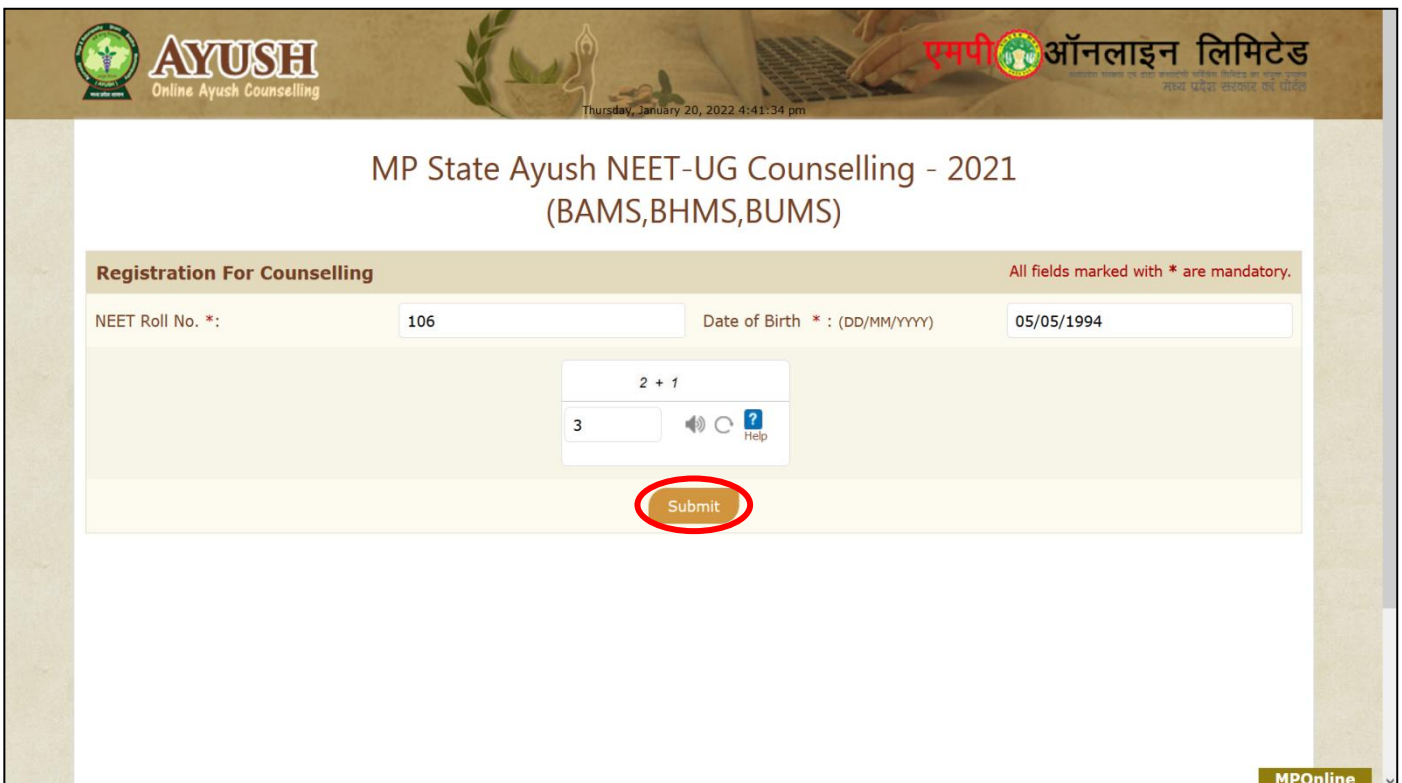 AYUSH
Online Ayush Counselling
एमपी ऑनलाइन लिमिटेड
मध्य प्रदेश सरकार का पोर्टल
Thursday, January 20, 2022 4:41:34 pm
MP State Ayush NEET-UG Counselling - 2021
(BAMS,BHMS,BUMS)
Registration For Counselling All fields marked with * are mandatory.
NEET Roll No. *: 106 Date of Birth * : (DD/MM/YYYY) 05/05/1994
2 + 1
3 ? Help
Submit
MPOnline